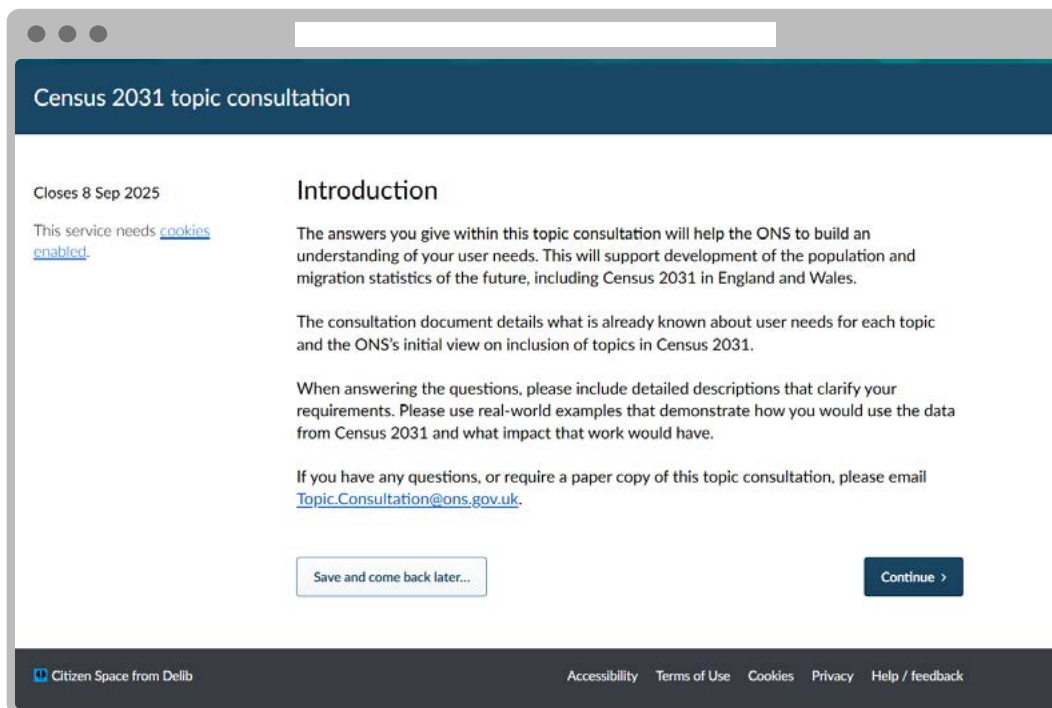 Census 2031 topic consultation
Closes 8 Sep 2025
This service needs cookies
enabled.
Introduction
The answers you give within this topic consultation will help the ONS to build an
understanding of your user needs. This will support development of the population and
migration statistics of the future, including Census 2031 in England and Wales.
The consultation document details what is already known about user needs for each topic
and the ONS’s initial view on inclusion of topics in Census 2031.
When answering the questions, please include detailed descriptions that clarify your
requirements. Please use real-world examples that demonstrate how you would use the data
from Census 2031 and what impact that work would have.
If you have any questions, or require a paper copy of this topic consultation, please email
Topic.Consultation@ons.gov.uk.
Save and come back later...
Continue >
Citizen Space from Delib
Accessibility Terms of Use Cookies Privacy Help / feedback